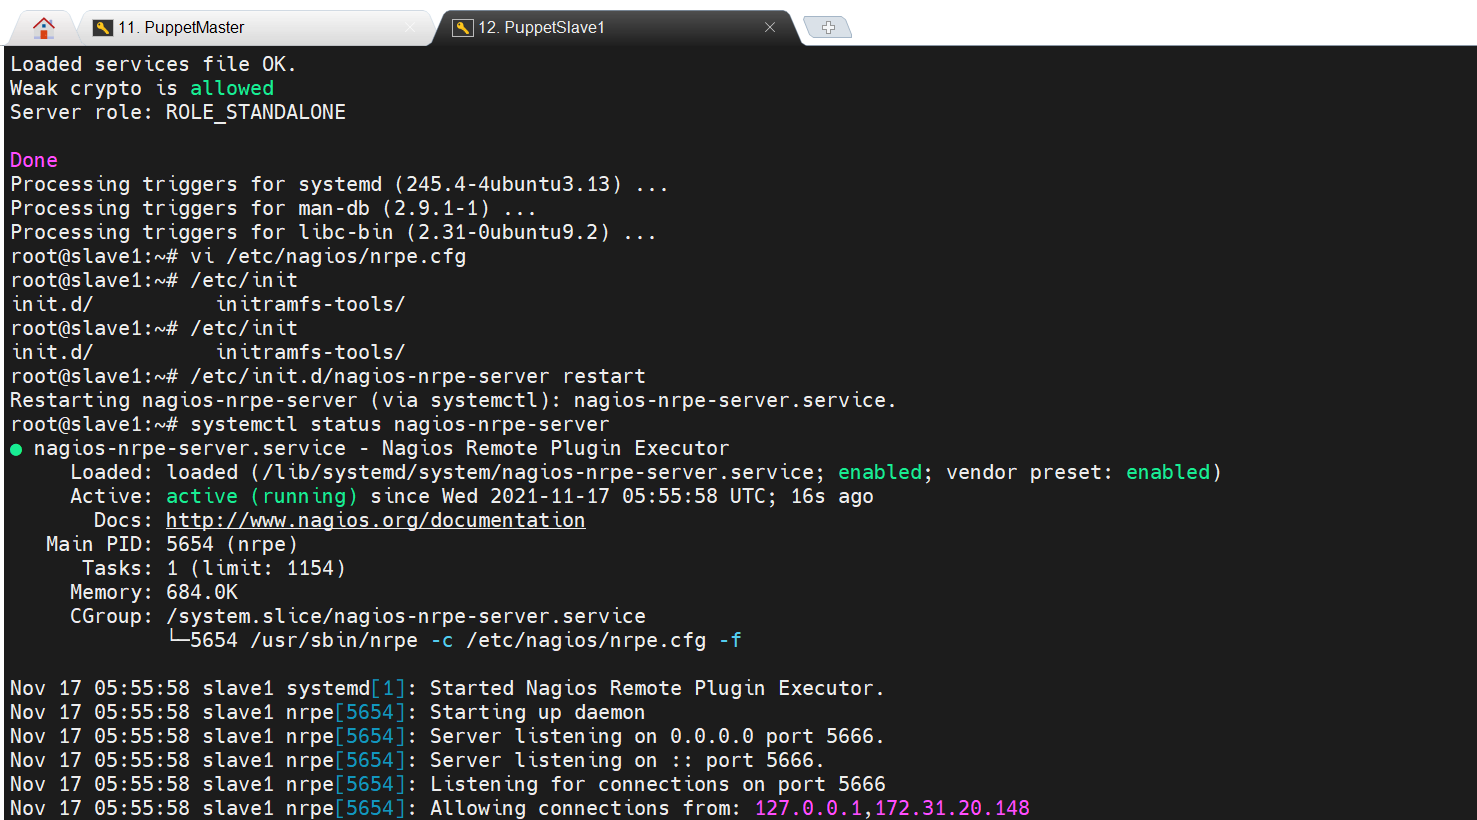 11. PuppetMaster
12. PuppetSlave1
Loaded services file OK.
Weak crypto is allowed
Server role: ROLE_STANDALONE
Done
Processing triggers for systemd (245.4-4ubuntu3.13) ...
Processing triggers for man-db (2.9.1-1) ...
Processing triggers for libc-bin (2.31-0ubuntu9.2) ...
root@slave1:~# vi /etc/nagios/nrpe.cfg
root@slave1:~# /etc/init
init.d/          initramfs-tools/
root@slave1:~# /etc/init
init.d/          initramfs-tools/
root@slave1:~# /etc/init.d/nagios-nrpe-server restart
Restarting nagios-nrpe-server (via systemctl): nagios-nrpe-server.service.
root@slave1:~# systemctl status nagios-nrpe-server
● nagios-nrpe-server.service - Nagios Remote Plugin Executor
     Loaded: loaded (/lib/systemd/system/nagios-nrpe-server.service; enabled; vendor preset: enabled)
     Active: active (running) since Wed 2021-11-17 05:55:58 UTC; 16s ago
       Docs: http://www.nagios.org/documentation
   Main PID: 5654 (nrpe)
      Tasks: 1 (limit: 1154)
     Memory: 684.0K
     CGroup: /system.slice/nagios-nrpe-server.service
             └─5654 /usr/sbin/nrpe -c /etc/nagios/nrpe.cfg -f
Nov 17 05:55:58 slave1 systemd[1]: Started Nagios Remote Plugin Executor.
Nov 17 05:55:58 slave1 nrpe[5654]: Starting up daemon
Nov 17 05:55:58 slave1 nrpe[5654]: Server listening on 0.0.0.0 port 5666.
Nov 17 05:55:58 slave1 nrpe[5654]: Server listening on :: port 5666.
Nov 17 05:55:58 slave1 nrpe[5654]: Listening for connections on port 5666
Nov 17 05:55:58 slave1 nrpe[5654]: Allowing connections from: 127.0.0.1,172.31.20.148